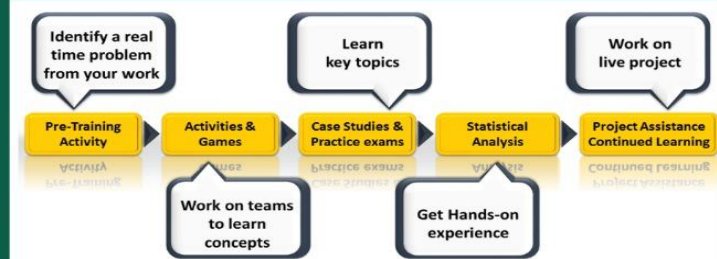 Identify a real
time problem
from your work
Learn
key topics
Work on
live project
Pre-Training
Activity
Activities &
Games
Case Studies &
Practice exams
Statistical
Analysis
Project Assistance
Continued Learning
Work on teams
to learn
concepts
Get Hands-on
experience